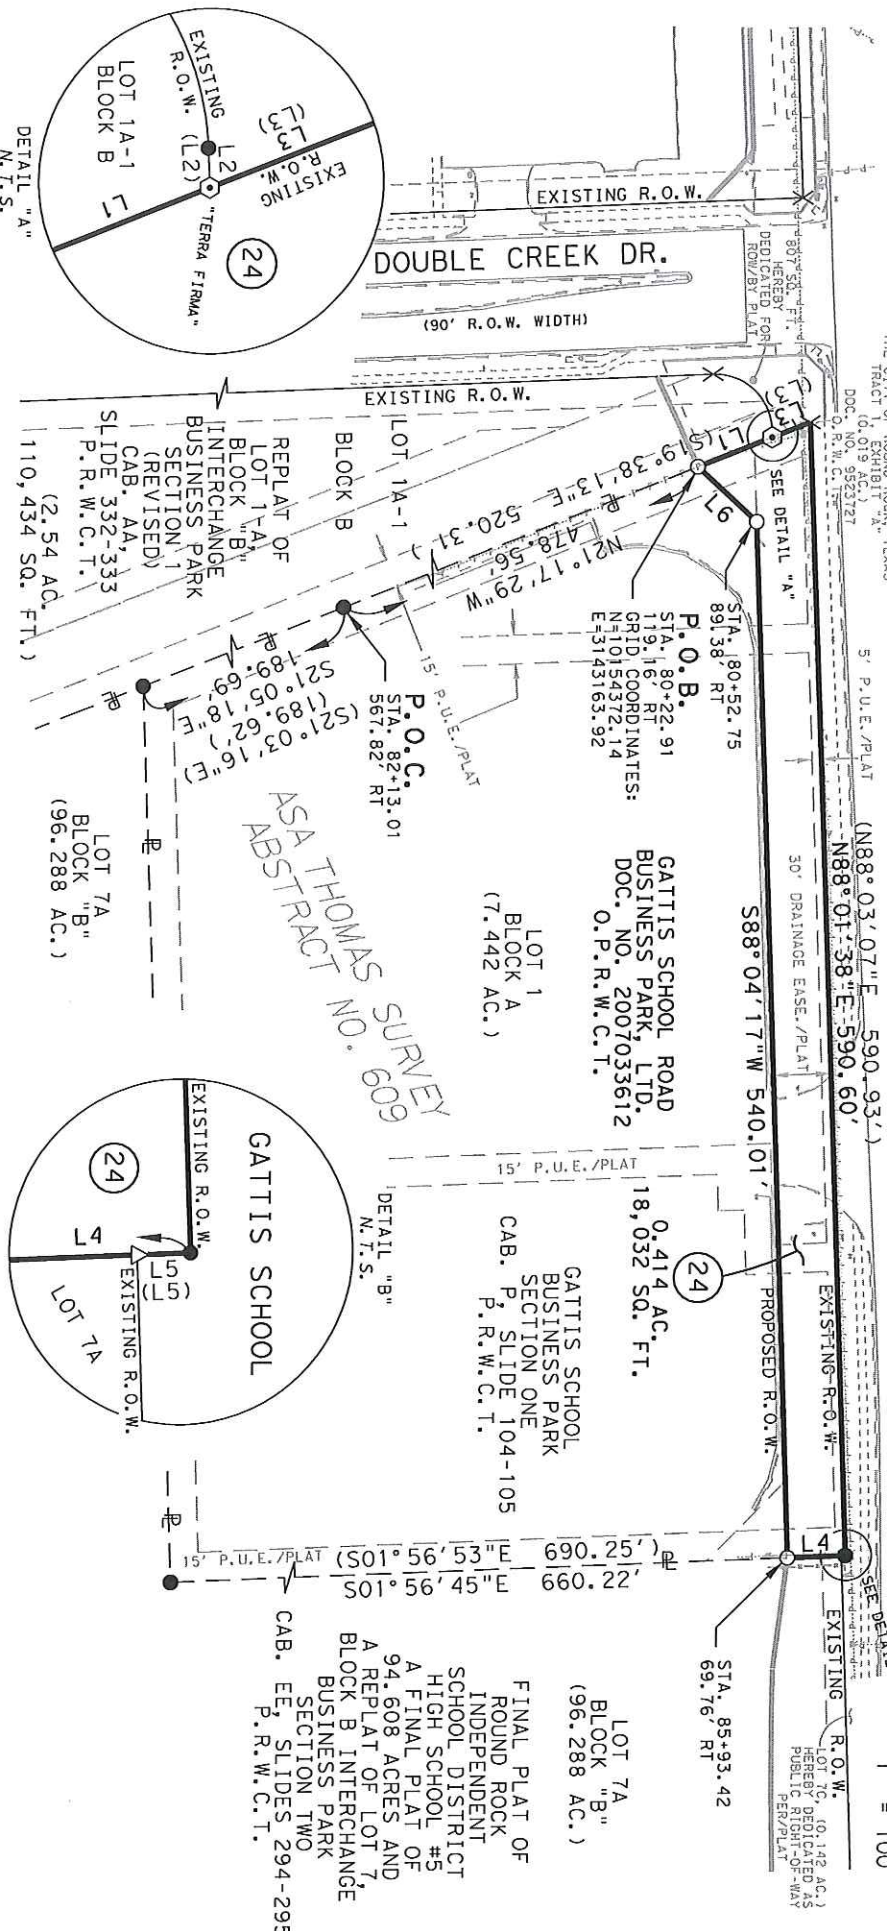 EXISTING
R.O.W. (L2)
L2
L3
(L3)
EXISTING
R.O.W.
LOT 1A-1
BLOCK B
L1
"TERRA FIRMA"
24
DETAIL "A"
N.T.S.
EXISTING R.O.W.
DOUBLE CREEK DR.
(90' R.O.W. WIDTH)
EXISTING R.O.W.
807 SQ. FT.
HEREBY
DEDICATED FOR
ROW/BY PLAT
TRACT 1, EXHIBIT "A"
(0.019 AC.)
DOC. NO. 9523727
O.P.R.W.C.T.
L3
(L3)
L1
L6
SEE DETAIL "A"
STA. 80+52.75
89.38' RT
P.O.B.
STA. 80+22.91
119.16' RT
GRID COORDINATES:
N=10154372.14
E=3143163.92
(S19°38'13"E
520.31')
N21°17'29"W
478.56'
LOT 1A-1
BLOCK B
REPLAT OF
LOT 1-A,
BLOCK "B"
INTERCHANGE
BUSINESS PARK
SECTION 1
(REVISED)
CAB. AA,
SLIDE 332-333
P.R.W.C.T.
(2.54 AC.
110,434 SQ. FT.)
15' P.U.E./PLAT
P.O.C.
STA. 82+13.01
567.82' RT
(S21°03'16"E)
(189.62')
S21°05'18"E
189.69'
LOT 7A
BLOCK "B"
(96.288 AC.)
ASA THOMAS SURVEY
ABSTRACT NO. 609
LOT 1
BLOCK A
(7.442 AC.)
GATTIS SCHOOL ROAD
BUSINESS PARK, LTD.
DOC. NO. 2007033612
O.P.R.W.C.T.
5' P.U.E./PLAT
(N88°03'07"E 590.93')
N88°01'38"E 590.60'
30' DRAINAGE EASE./PLAT
S88°04'17"W 540.01'
15' P.U.E./PLAT
24
0.414 AC.
18,032 SQ. FT.
EXISTING R.O.W.
PROPOSED R.O.W.
GATTIS SCHOOL
BUSINESS PARK
SECTION ONE
CAB. P, SLIDE 104-105
P.R.W.C.T.
DETAIL "B"
N.T.S.
GATTIS SCHOOL
EXISTING R.O.W.
24
L4
L5
(L5)
EXISTING R.O.W.
LOT 7A
15' P.U.E./PLAT
(S01°56'53"E 690.25')
S01°56'45"E 660.22'
L4
SEE DETAIL
STA. 85+93.42
69.76' RT
EXISTING R.O.W.
LOT 7C, (0.142 AC.)
HEREBY DEDICATED AS
PUBLIC RIGHT-OF-WAY
PER/PLAT
1" = 100'
LOT 7A
BLOCK "B"
(96.288 AC.)
FINAL PLAT OF
ROUND ROCK
INDEPENDENT
SCHOOL DISTRICT
HIGH SCHOOL #5
A FINAL PLAT OF
94.608 ACRES AND
A REPLAT OF LOT 7,
BLOCK B INTERCHANGE
BUSINESS PARK
SECTION TWO
CAB. EE, SLIDES 294-295
P.R.W.C.T.